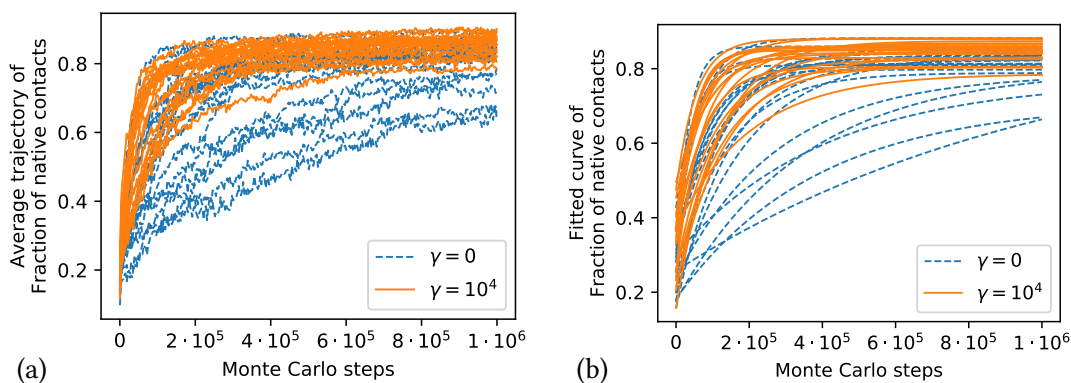 Average trajectory of
Fraction of native contacts
0.8
0.6
0.4
0.2
0
2 · 10⁵
4 · 10⁵
6 · 10⁵
8 · 10⁵
1 · 10⁶
Monte Carlo steps
γ = 0
γ = 10⁴
(a)
Fitted curve of
Fraction of native contacts
0.8
0.6
0.4
0.2
0
2 · 10⁵
4 · 10⁵
6 · 10⁵
8 · 10⁵
1 · 10⁶
Monte Carlo steps
γ = 0
γ = 10⁴
(b)